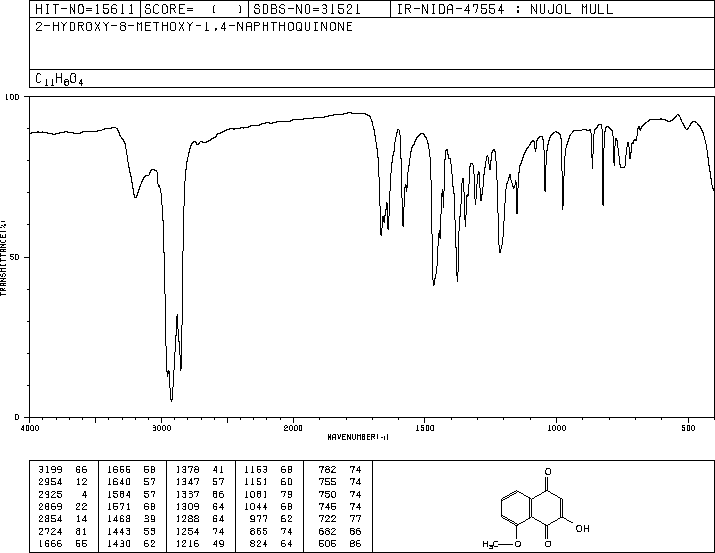 HIT-NO=15611 SCORE= ( ) SDBS-NO=31521 IR-NIDA-47554 : NUJOL MULL
2-HYDROXY-8-METHOXY-1,4-NAPHTHOQUINONE
C11H8O4
100
TRANSMITTANCE(%)
50
0
4000 3000 2000 1500 1000 500
WAVENUMBER(-1)
3199 66 1656 58 1378 41 1163 68 782 74
2954 12 1640 57 1347 57 1151 60 755 74
2925 4 1584 57 1337 66 1081 79 750 74
2869 22 1571 68 1309 64 1044 68 745 74
2854 14 1468 39 1288 64 977 62 722 77
2724 81 1443 53 1254 74 865 74 682 86
1666 55 1430 62 1216 49 824 64 506 86
O
OH
H3C O O